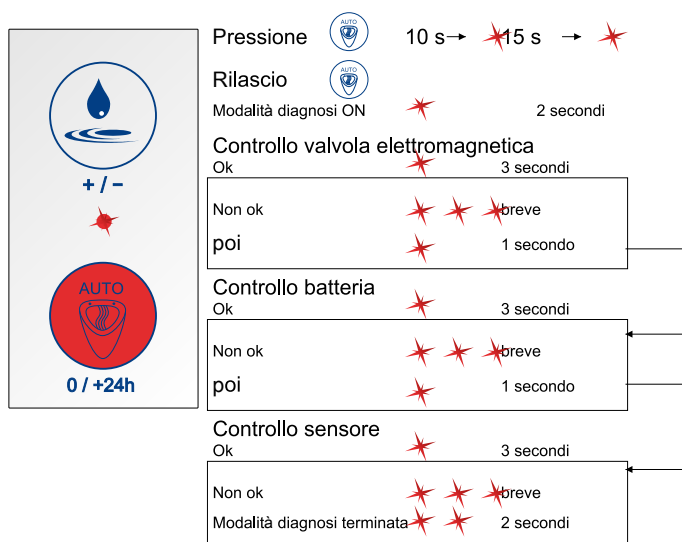 + / −
AUTO
0 / +24h
Pressione AUTO 10 s→ 15 s →
Rilascio AUTO
Modalità diagnosi ON 2 secondi
Controllo valvola elettromagnetica
Ok 3 secondi
Non ok breve
poi 1 secondo
Controllo batteria
Ok 3 secondi
Non ok breve
poi 1 secondo
Controllo sensore
Ok 3 secondi
Non ok breve
Modalità diagnosi terminata 2 secondi